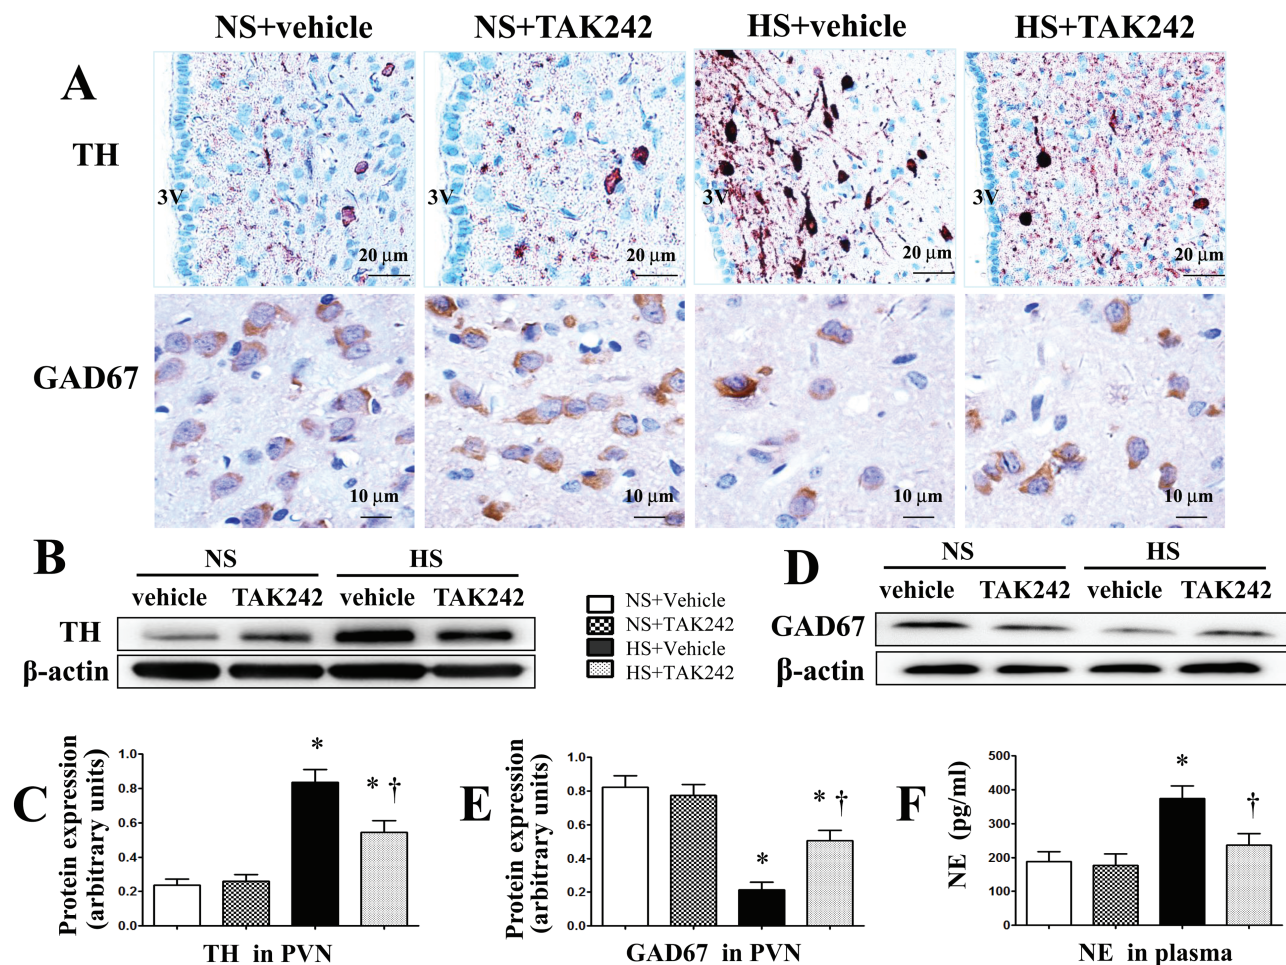 NS+vehicle NS+TAK242 HS+vehicle HS+TAK242
A
TH
3V 3V 3V 3V
20 μm 20 μm 20 μm 20 μm
GAD67
10 μm 10 μm 10 μm 10 μm
B
NS HS
vehicle TAK242 vehicle TAK242
TH
β-actin
NS+Vehicle
NS+TAK242
HS+Vehicle
HS+TAK242
D
NS HS
vehicle TAK242 vehicle TAK242
GAD67
β-actin
C
Protein expression
(arbitrary units)
1.0
0.8
0.6
0.4
0.2
0.0
*
* †
TH in PVN
E
Protein expression
(arbitrary units)
1.0
0.8
0.6
0.4
0.2
0.0
*
* †
GAD67 in PVN
F
NE (pg/ml)
500
400
300
200
100
0
*
†
NE in plasma